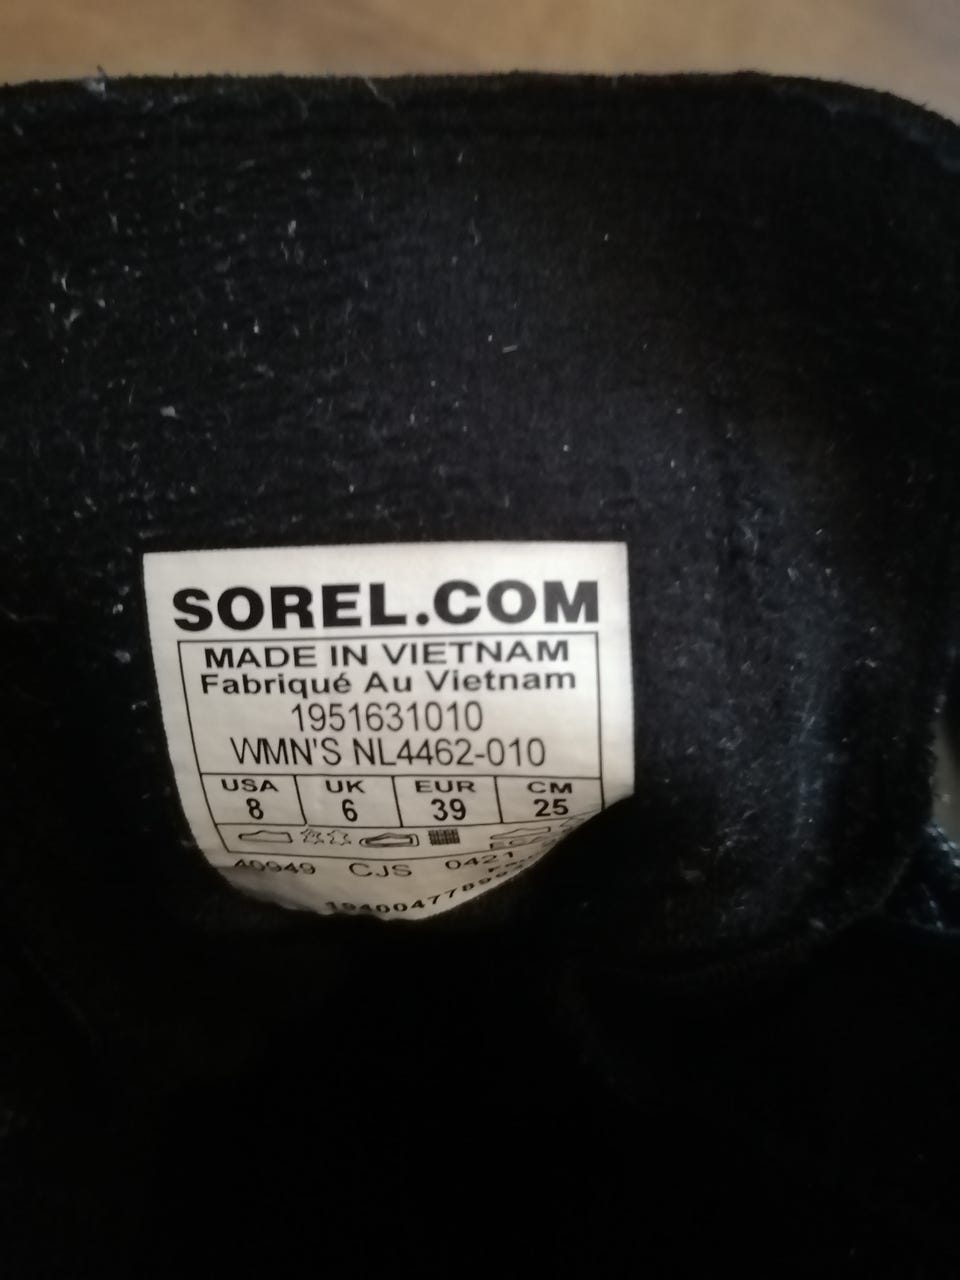 SOREL.COM
MADE IN VIETNAM
Fabriqué Au Vietnam
1951631010
WMN'S NL4462-010
USA UK EUR CM
8 6 39 25
40949 CJS 0421